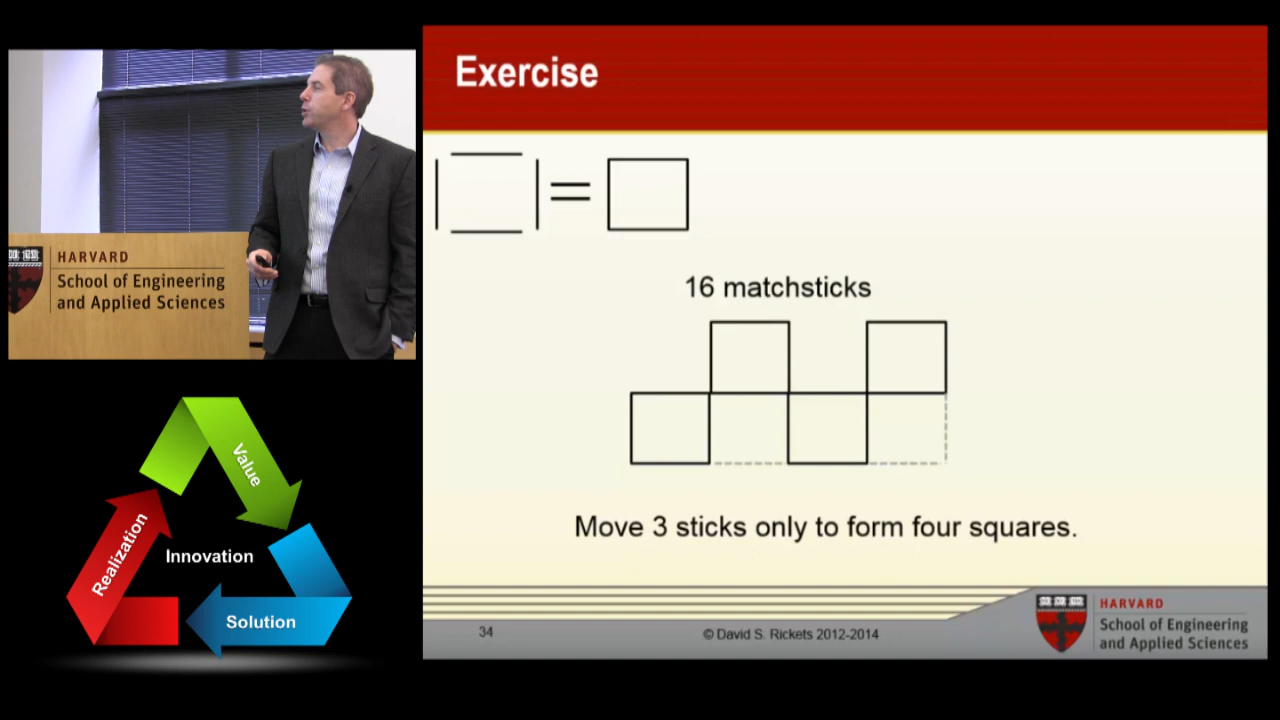 Exercise
=
16 matchsticks
Move 3 sticks only to form four squares.
34
© David S. Rickets 2012-2014
HARVARD
School of Engineering
and Applied Sciences
HARVARD
School of Engineering
and Applied Sciences
Value
Realization
Innovation
Solution